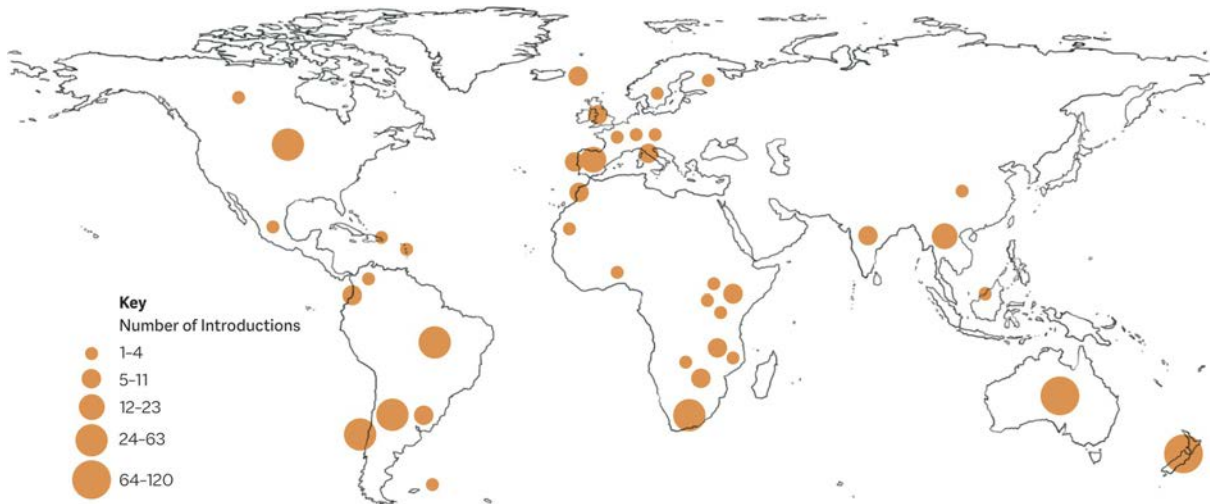 Key
Number of Introductions
1–4
5–11
12–23
24–63
64–120